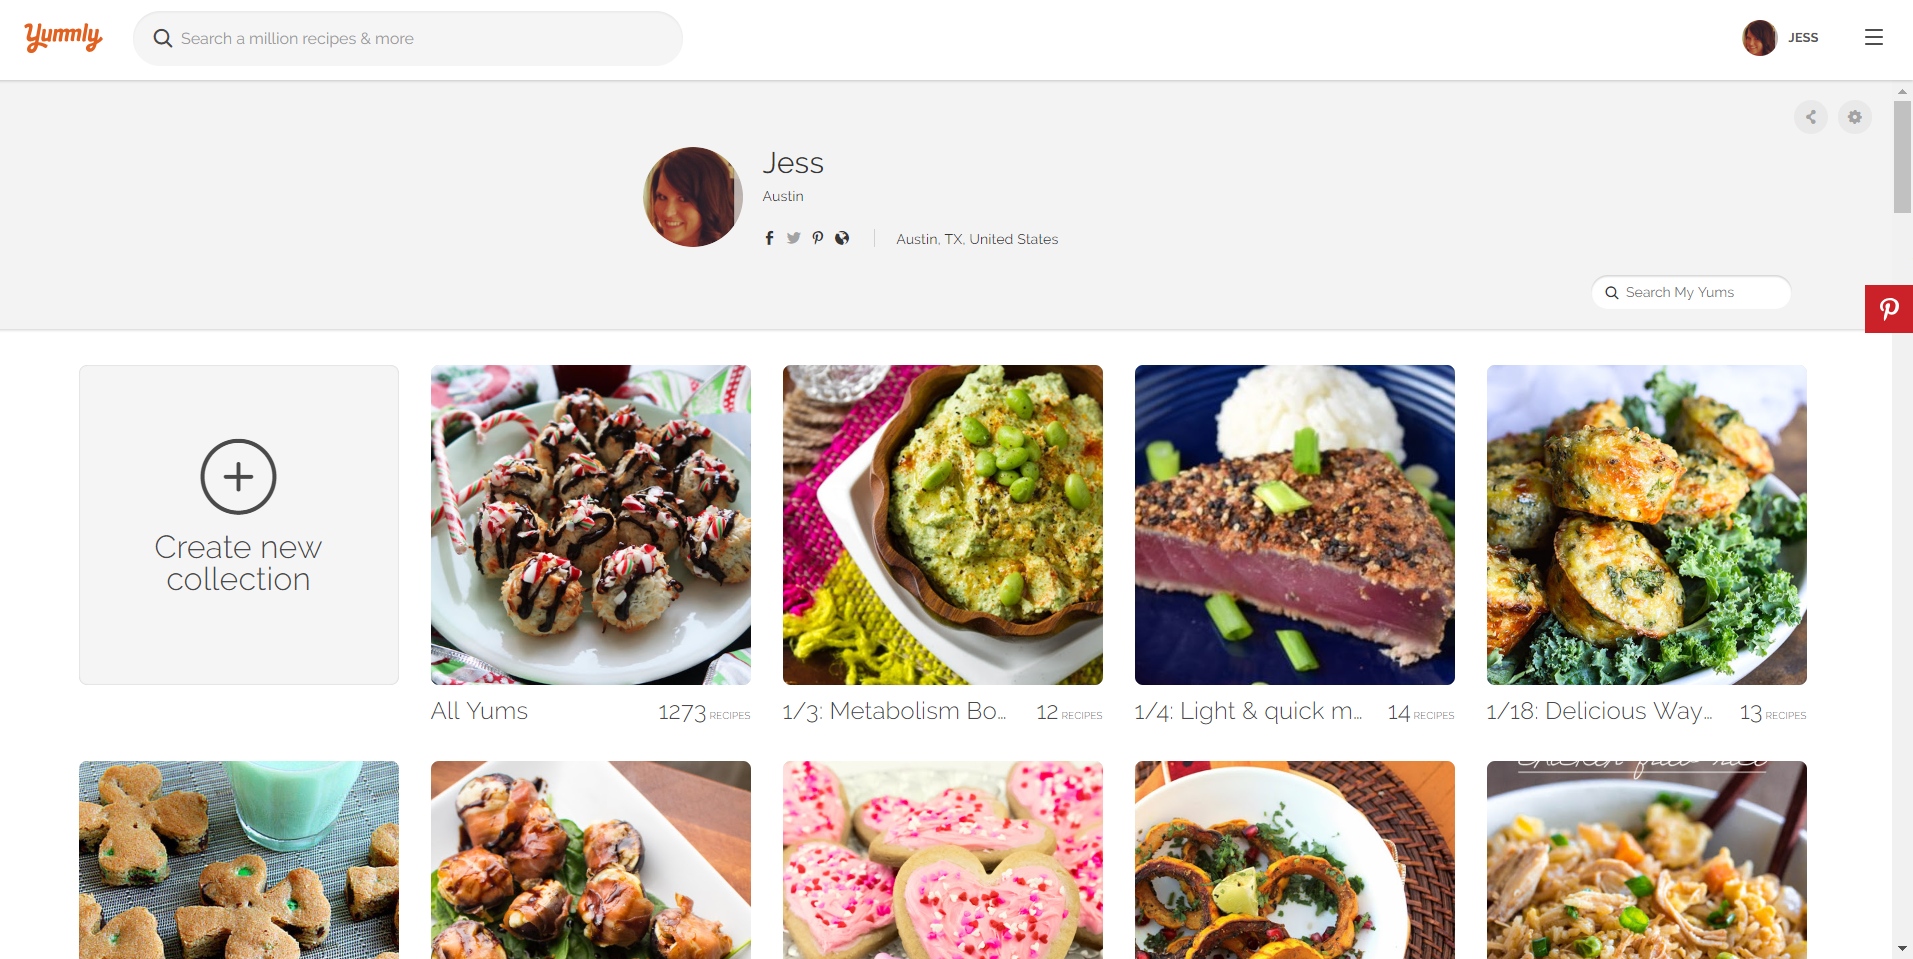 Yummly
Search a million recipes & more
JESS
Jess
Austin
Austin, TX, United States
Search My Yums
Create new
collection
All Yums 1273 RECIPES
1/3: Metabolism Bo... 12 RECIPES
1/4: Light & quick m... 14 RECIPES
1/18: Delicious Way... 13 RECIPES